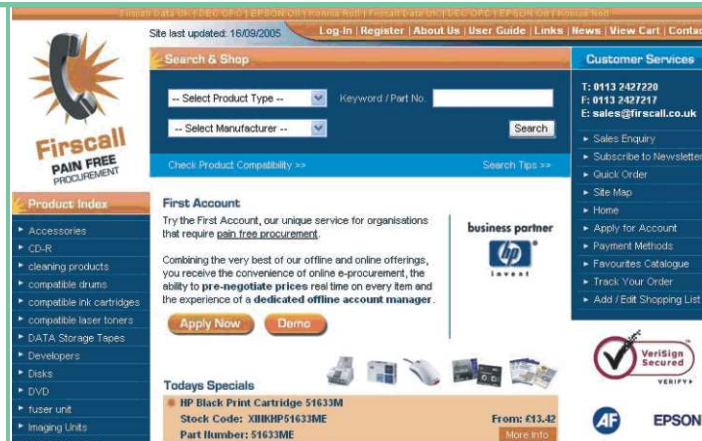 Site last updated: 16/09/2005
Log-In | Register | About Us | User Guide | Links | News | View Cart | Contac
Firscall
PAIN FREE
PROCUREMENT
Search & Shop
-- Select Product Type --
Keyword / Part No.
-- Select Manufacturer --
Search
Check Product Compatibility >>
Search Tips >>
Customer Services
T: 0113 2427220
F: 0113 2427217
E: sales@firscall.co.uk
Sales Enquiry
Subscribe to Newsletter
Quick Order
Site Map
Home
Apply for Account
Payment Methods
Favourites Catalogue
Track Your Order
Add / Edit Shopping List
Product Index
Accessories
CD-R
cleaning products
compatible drums
compatible ink cartridges
compatible laser toners
DATA Storage Tapes
Developers
Disks
DVD
fuser unit
Imaging Units
First Account
Try the First Account, our unique service for organisations
that require pain free procurement.
Combining the very best of our offline and online offerings,
you receive the convenience of online e-procurement, the
ability to pre-negotiate prices real time on every item and
the experience of a dedicated offline account manager.
Apply Now
Demo
business partner
hp
invent
Todays Specials
HP Black Print Cartridge 51633M
Stock Code: XINKHP51633ME
From: £13.42
Part Number: 51633ME
More Info
VeriSign
Secured
VERIFY
AF
EPSON